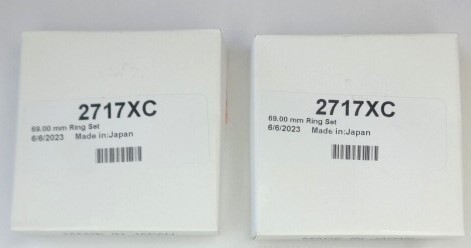 2717XC
69.00 mm Ring Set
6/6/2023 Made in:Japan
2717XC
69.00 mm Ring Set
6/6/2023 Made in:Japan